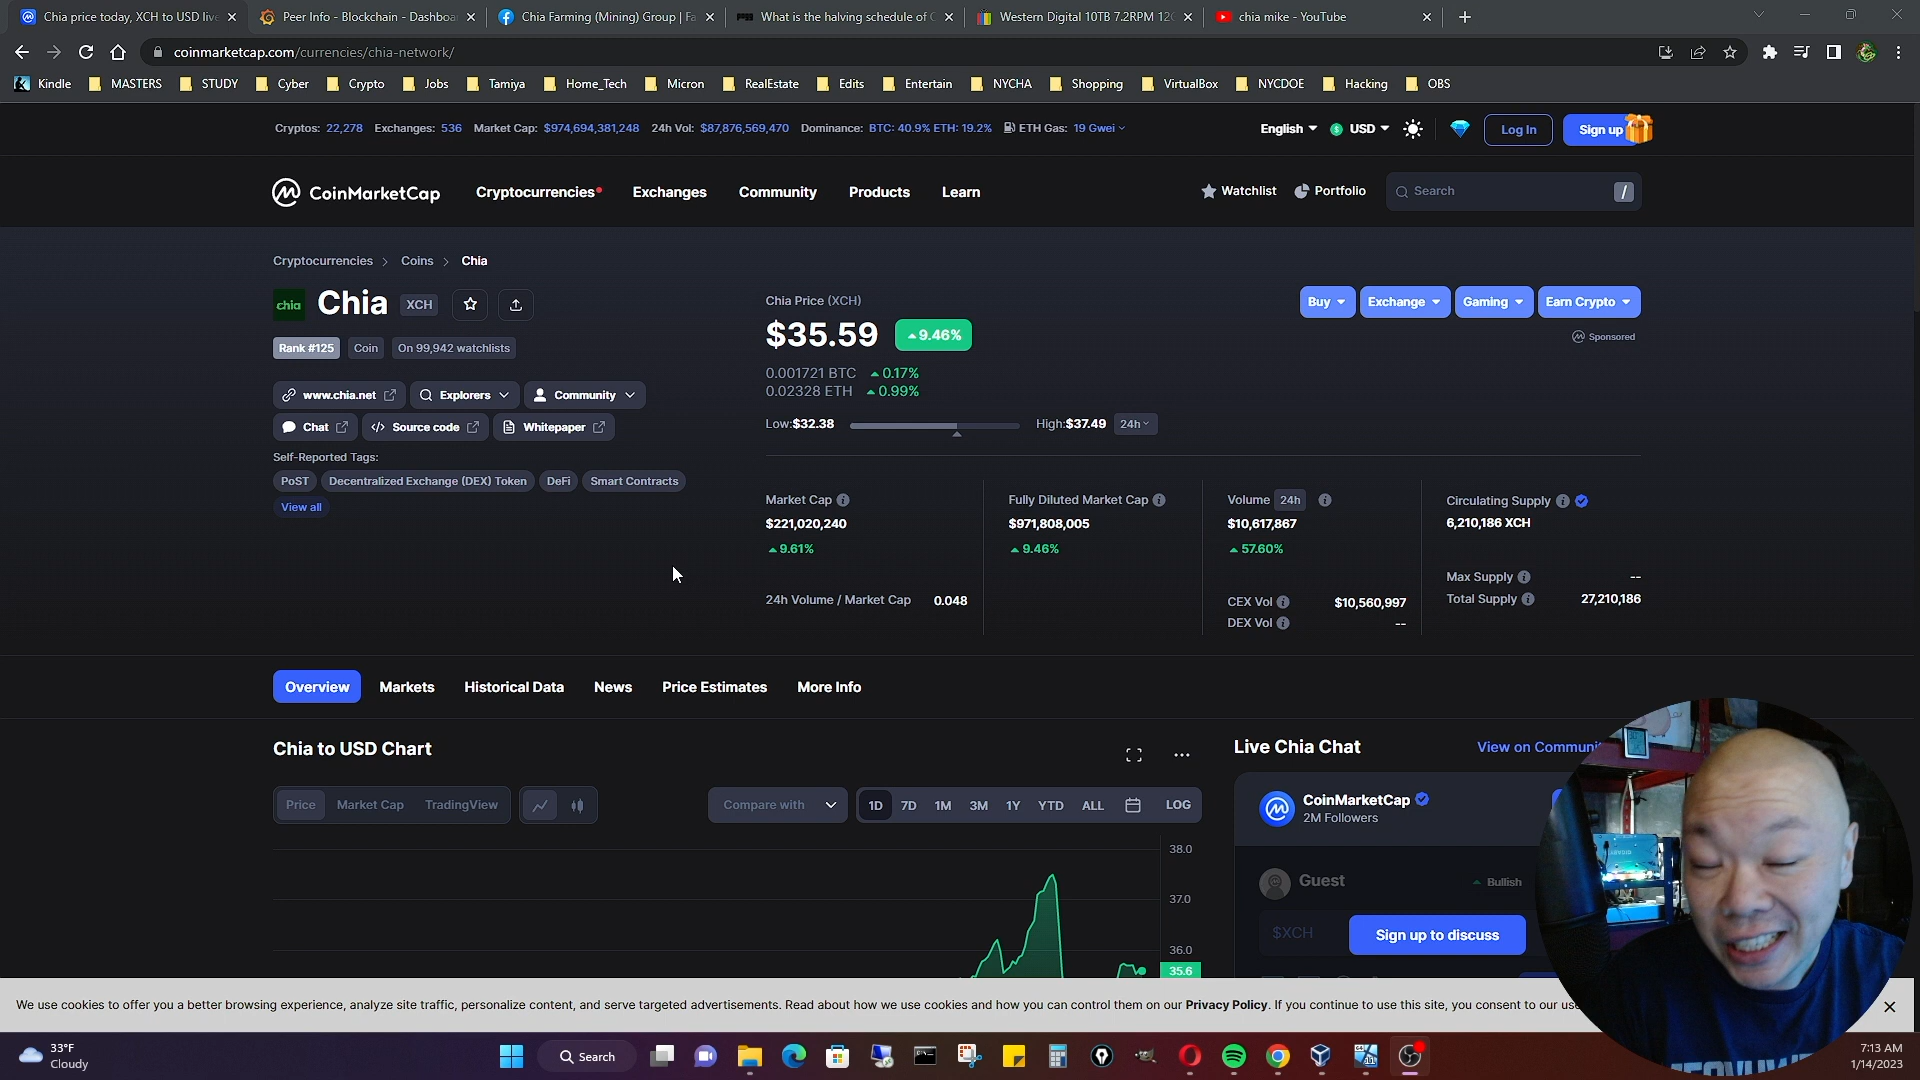 Chia price today, XCH to USD live
Peer Info - Blockchain - Dashboa
Chia Farming (Mining) Group | Fa
What is the halving schedule of C
Western Digital 10TB 7.2RPM 12G
chia mike - YouTube
coinmarketcap.com/currencies/chia-network/
Kindle MASTERS STUDY Cyber Crypto Jobs Tamiya Home_Tech Micron RealEstate Edits Entertain NYCHA Shopping VirtualBox NYCDOE Hacking OBS
Cryptos: 22,278 Exchanges: 536 Market Cap: $974,694,381,248 24h Vol: $87,876,569,470 Dominance: BTC: 40.9% ETH: 19.2% ETH Gas: 19 Gwei
English USD Log In Sign up
CoinMarketCap Cryptocurrencies Exchanges Community Products Learn Watchlist Portfolio Search /
Cryptocurrencies > Coins > Chia
chia Chia XCH
Rank #125 Coin On 99,942 watchlists
www.chia.net Explorers Community
Chat Source code Whitepaper
Self-Reported Tags:
PoST Decentralized Exchange (DEX) Token DeFi Smart Contracts
View all
Chia Price (XCH)
$35.59 9.46%
0.001721 BTC 0.17%
0.02328 ETH 0.99%
Low:$32.38 High:$37.49 24h
Buy Exchange Gaming Earn Crypto
Sponsored
Market Cap
$221,020,240
9.61%
24h Volume / Market Cap 0.048
Fully Diluted Market Cap
$971,808,005
9.46%
Volume 24h
$10,617,867
57.60%
CEX Vol $10,560,997
DEX Vol --
Circulating Supply
6,210,186 XCH
Max Supply --
Total Supply 27,210,186
Overview Markets Historical Data News Price Estimates More Info
Chia to USD Chart
Price Market Cap TradingView
Compare with
1D 7D 1M 3M 1Y YTD ALL LOG
38.0
37.0
36.0
35.6
Live Chia Chat View on Communi
CoinMarketCap
2M Followers
Guest Bullish
$XCH
Sign up to discuss
We use cookies to offer you a better browsing experience, analyze site traffic, personalize content, and serve targeted advertisements. Read about how we use cookies and how you can control them on our Privacy Policy. If you continue to use this site, you consent to our us
33°F
Cloudy
Search
7:13 AM
1/14/2023